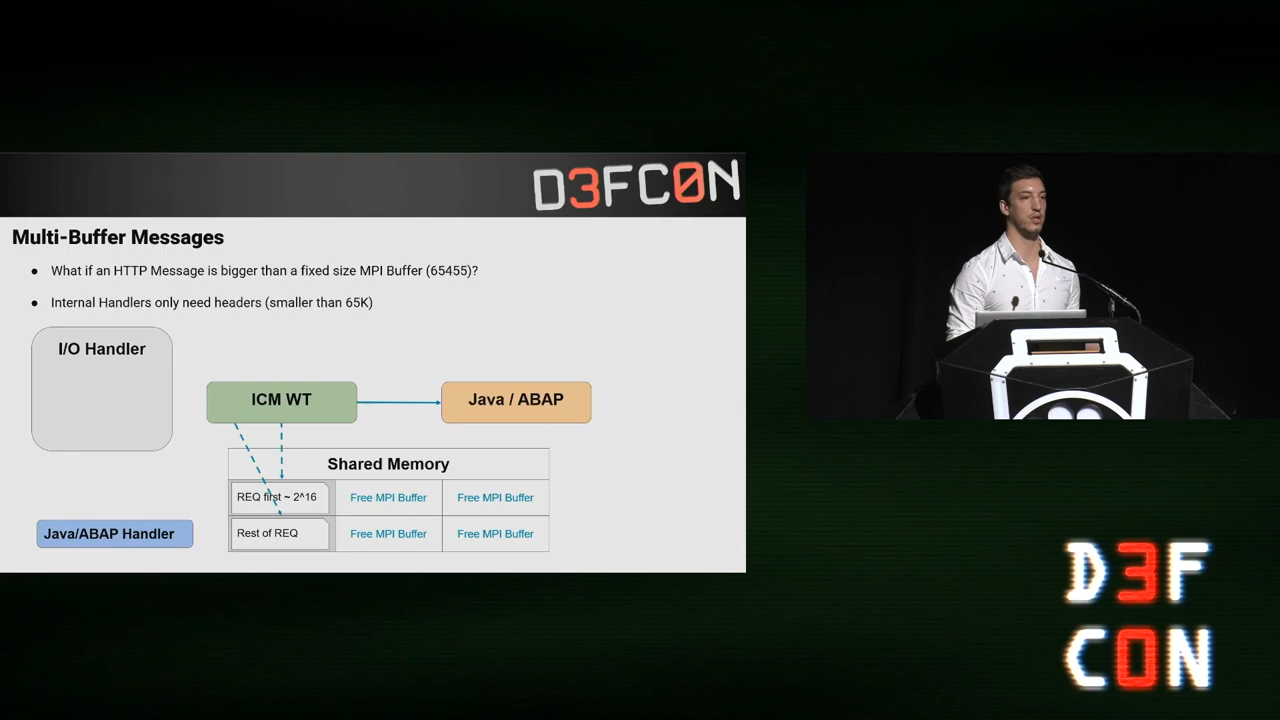 D3FC0N
Multi-Buffer Messages
● What if an HTTP Message is bigger than a fixed size MPI Buffer (65455)?
● Internal Handlers only need headers (smaller than 65K)
I/O Handler
ICM WT
Java / ABAP
Shared Memory
REQ first ~ 2^16
Free MPI Buffer
Free MPI Buffer
Java/ABAP Handler
Rest of REQ
Free MPI Buffer
Free MPI Buffer
D3F
C0N